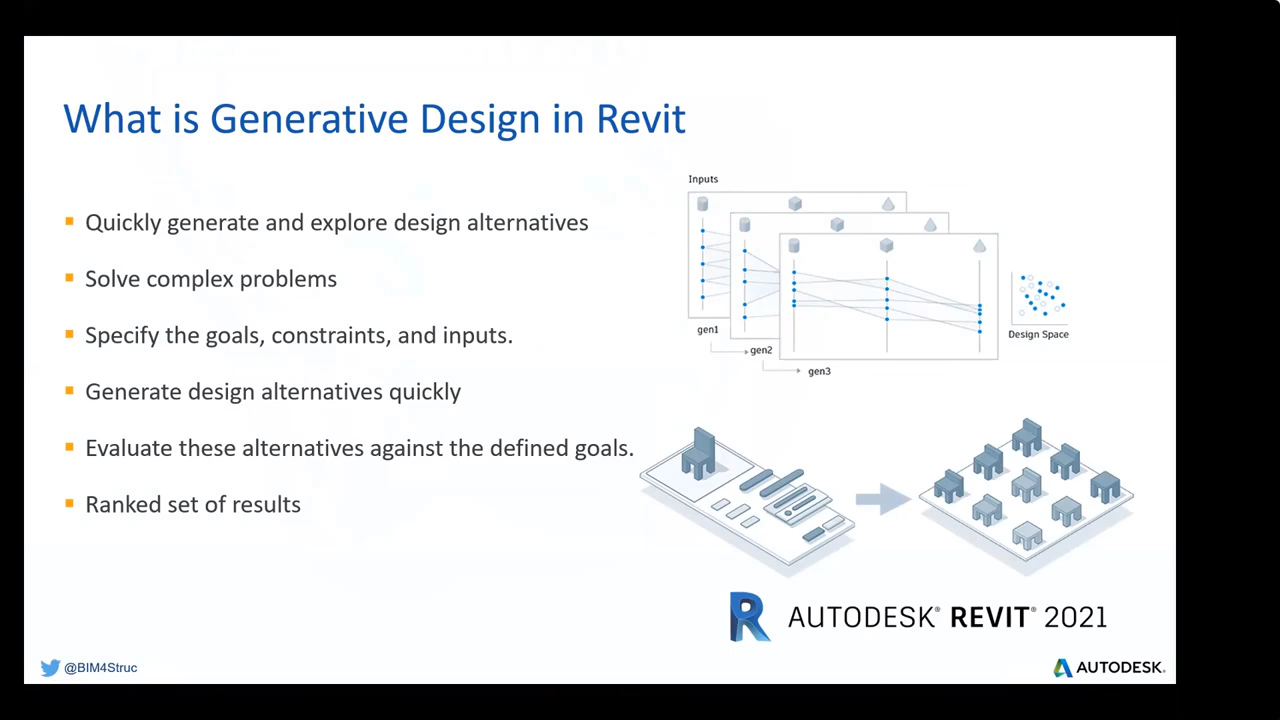 What is Generative Design in Revit
▪ Quickly generate and explore design alternatives
▪ Solve complex problems
▪ Specify the goals, constraints, and inputs.
▪ Generate design alternatives quickly
▪ Evaluate these alternatives against the defined goals.
▪ Ranked set of results
Inputs
gen1
gen2
gen3
Design Space
R AUTODESK® REVIT® 2021
@BIM4Struc
AUTODESK.